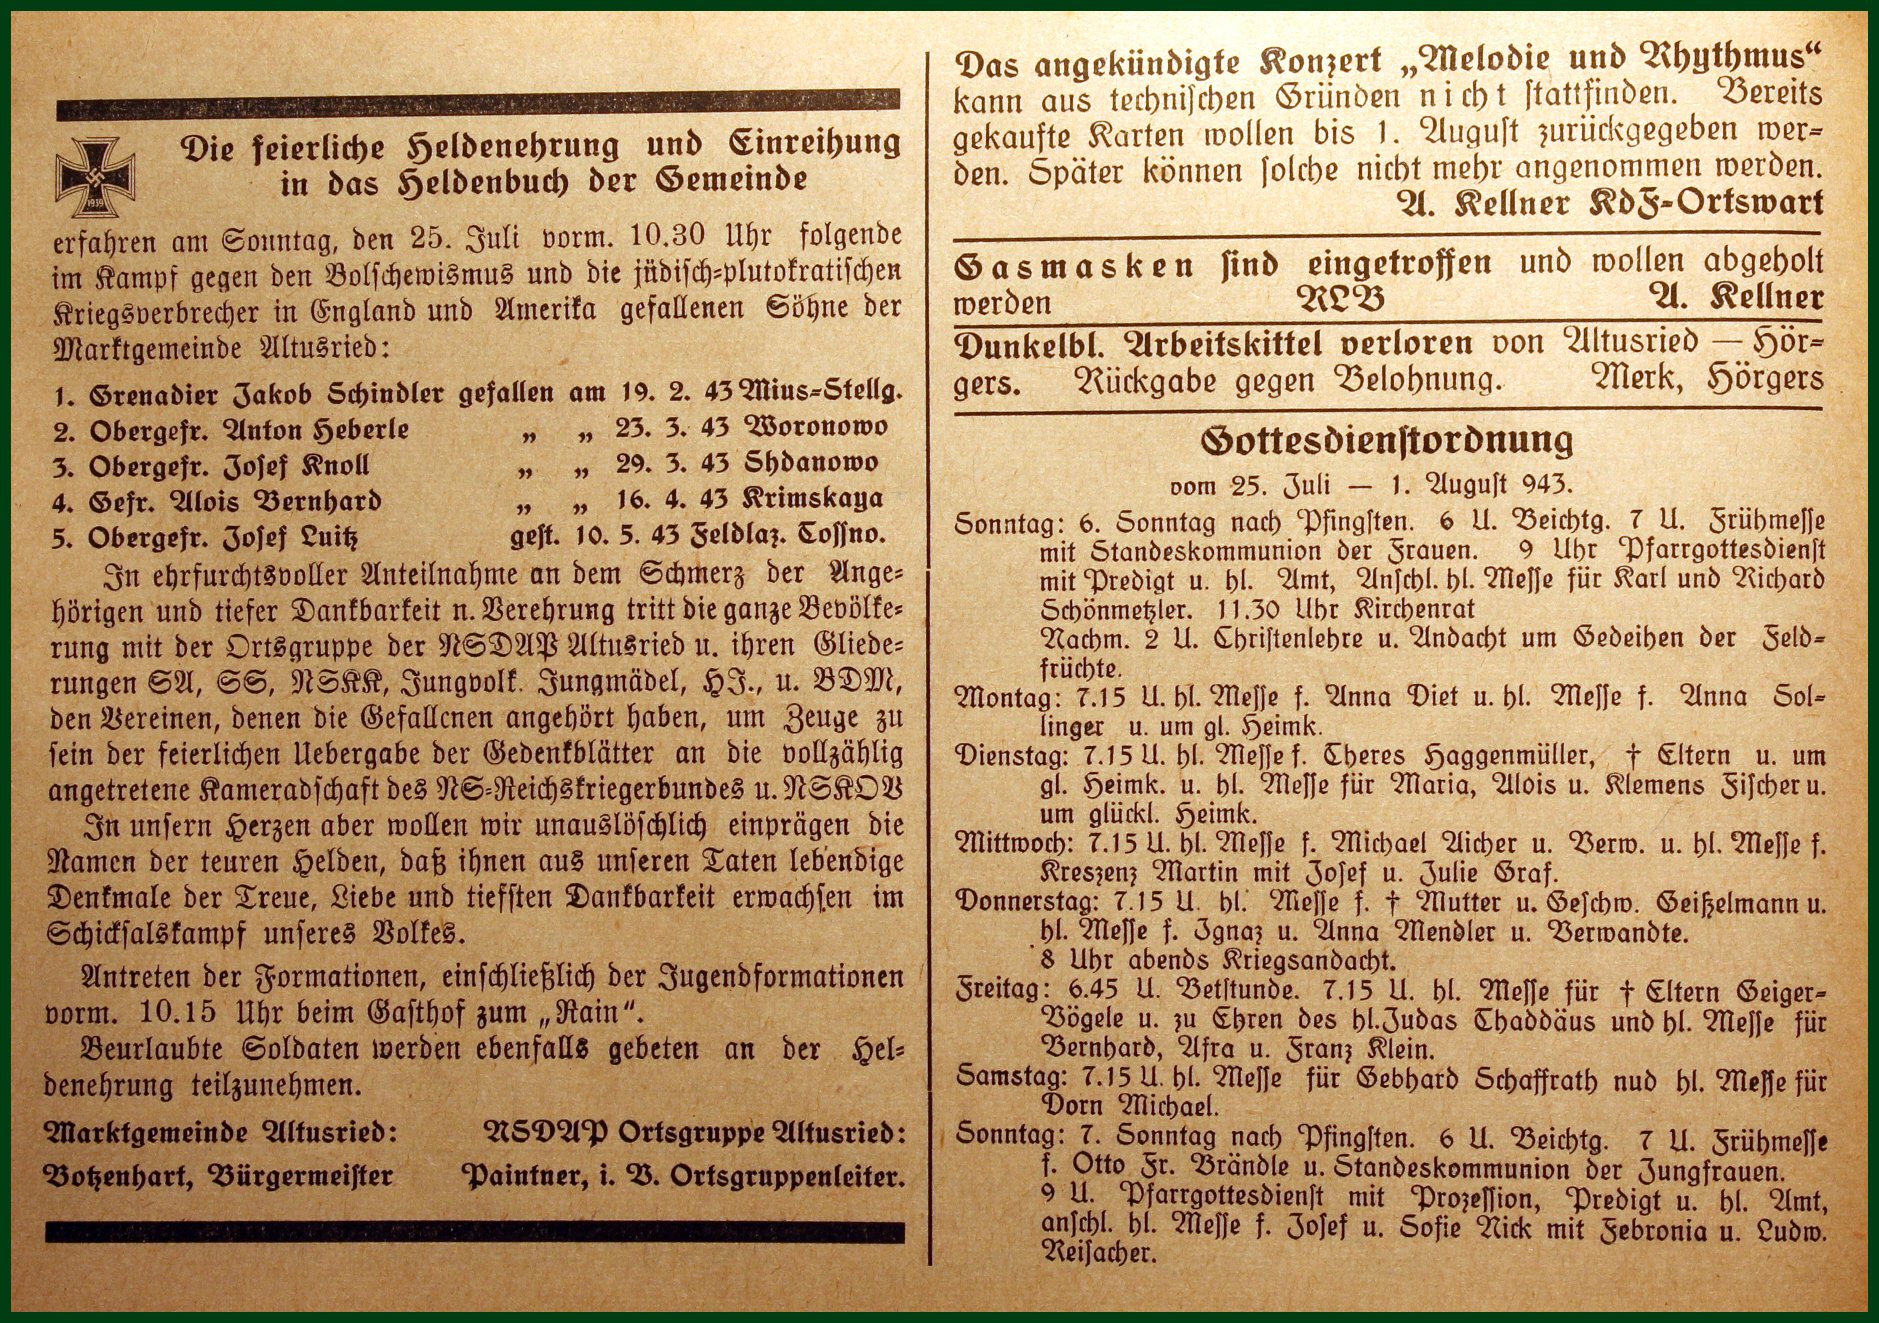 1939
Die feierliche Heldenehrung und Einreihung
in das Heldenbuch der Gemeinde
erfahren am Sonntag, den 25. Juli vorm. 10.30 Uhr folgende
im Kampf gegen den Bolschewismus und die jüdisch-plutokratischen
Kriegsverbrecher in England und Amerika gefallenen Söhne der
Marktgemeinde Altusried:
1. Grenadier Jakob Schindler gefallen am 19. 2. 43 Mius-Stellg.
2. Obergefr. Anton Heberle „ „ 23. 3. 43 Woronowo
3. Obergefr. Josef Knoll „ „ 29. 3. 43 Shdanowo
4. Gefr. Alois Bernhard „ „ 16. 4. 43 Krimskaya
5. Obergefr. Josef Luitz gest. 10. 5. 43 Feldlaz. Tossno.
In ehrfurchtsvoller Anteilnahme an dem Schmerz der Ange-
hörigen und tiefer Dankbarkeit n. Verehrung tritt die ganze Bevölke-
rung mit der Ortsgruppe der NSDAP Altusried u. ihren Gliede-
rungen SA, SS, NSKK, Jungvolk. Jungmädel, HJ., u. BDM,
den Vereinen, denen die Gefallenen angehört haben, um Zeuge zu
sein der feierlichen Uebergabe der Gedenkblätter an die vollzählig
angetretene Kameradschaft des NS-Reichskriegerbundes u. NSKOV
In unsern Herzen aber wollen wir unauslöschlich einprägen die
Namen der teuren Helden, daß ihnen aus unseren Taten lebendige
Denkmale der Treue, Liebe und tiefsten Dankbarkeit erwachsen im
Schicksalskampf unseres Volkes.
Antreten der Formationen, einschließlich der Jugendformationen
vorm. 10.15 Uhr beim Gasthof zum „Rain“.
Beurlaubte Soldaten werden ebenfalls gebeten an der Hel-
denehrung teilzunehmen.
Marktgemeinde Altusried: NSDAP Ortsgruppe Altusried:
Botzenhart, Bürgermeister Paintner, i. V. Ortsgruppenleiter.
Das angekündigte Konzert „Melodie und Rhythmus“
kann aus technischen Gründen nicht stattfinden. Bereits
gekaufte Karten wollen bis 1. August zurückgegeben wer-
den. Später können solche nicht mehr angenommen werden.
A. Kellner KdF-Ortswart
Gasmasken sind eingetroffen und wollen abgeholt
werden RLB A. Kellner
Dunkelbl. Arbeitskittel verloren von Altusried — Hör-
gers. Rückgabe gegen Belohnung. Merk, Hörgers
Gottesdienstordnung
vom 25. Juli — 1. August 943.
Sonntag: 6. Sonntag nach Pfingsten. 6 U. Beichtg. 7 U. Frühmesse
mit Standeskommunion der Frauen. 9 Uhr Pfarrgottesdienst
mit Predigt u. hl. Amt, Anschl. hl. Messe für Karl und Richard
Schönmetzler. 11.30 Uhr Kirchenrat
Nachm. 2 U. Christenlehre u. Andacht um Gedeihen der Feld-
früchte.
Montag: 7.15 U. hl. Messe f. Anna Diet u. hl. Messe f. Anna Sol-
linger u. um gl. Heimk.
Dienstag: 7.15 U. hl. Messe f. Theres Haggenmüller, † Eltern u. um
gl. Heimk. u. hl. Messe für Maria, Alois u. Klemens Fischer u.
um glückl. Heimk.
Mittwoch: 7.15 U. hl. Messe f. Michael Aicher u. Verw. u. hl. Messe f.
Kreszenz Martin mit Josef u. Julie Graf.
Donnerstag: 7.15 U. hl. Messe f. † Mutter u. Geschw. Geißelmann u.
hl. Messe f. Ignaz u. Anna Mendler u. Verwandte.
8 Uhr abends Kriegsandacht.
Freitag: 6.45 U. Betstunde. 7.15 U. hl. Messe für † Eltern Geiger-
Vögele u. zu Ehren des hl. Judas Thaddäus und hl. Messe für
Bernhard, Afra u. Franz Klein.
Samstag: 7.15 U. hl. Messe für Gebhard Schaffrath nud hl. Messe für
Dorn Michael.
Sonntag: 7. Sonntag nach Pfingsten. 6 U. Beichtg. 7 U. Frühmesse
f. Otto Fr. Brändle u. Standeskommunion der Jungfrauen.
9 U. Pfarrgottesdienst mit Prozession, Predigt u. hl. Amt,
anschl. hl. Messe f. Josef u. Sofie Nick mit Febronia u. Ludw.
Reisacher.